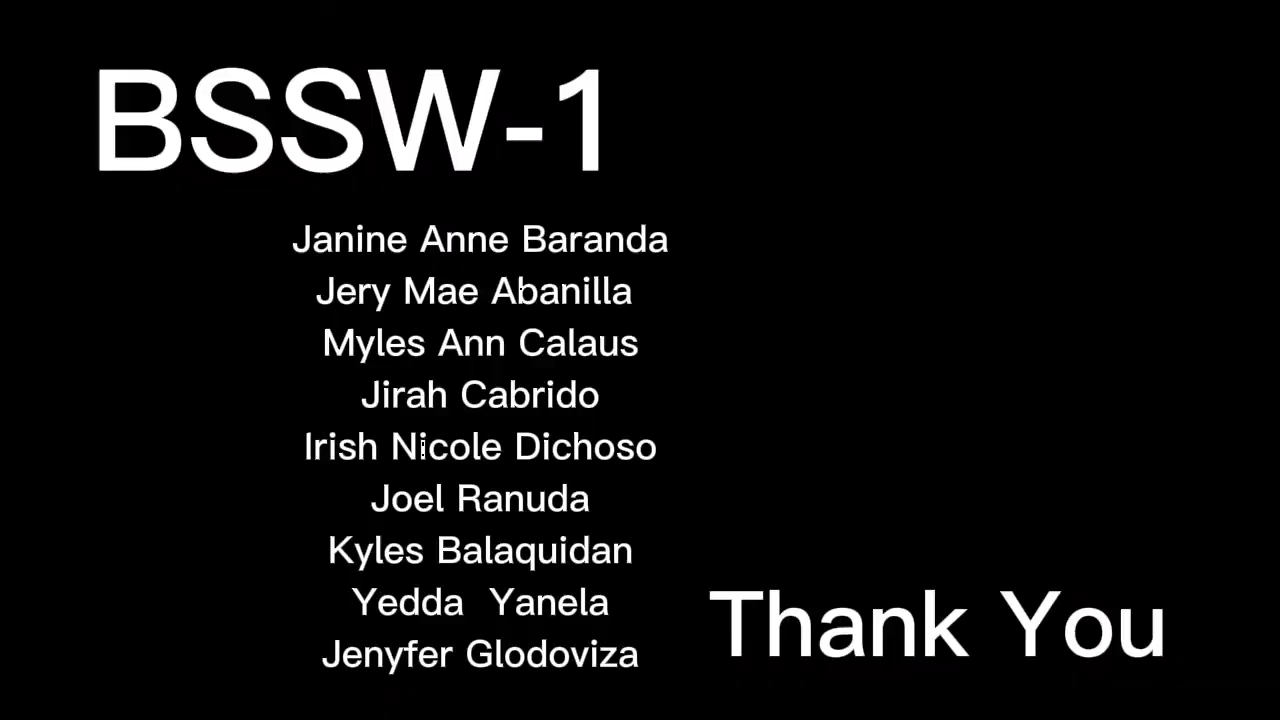 BSSW-1
Janine Anne Baranda
Jery Mae Abanilla
Myles Ann Calaus
Jirah Cabrido
Irish Nicole Dichoso
Joel Ranuda
Kyles Balaquidan
Yedda  Yanela
Jenyfer Glodoviza
Thank You